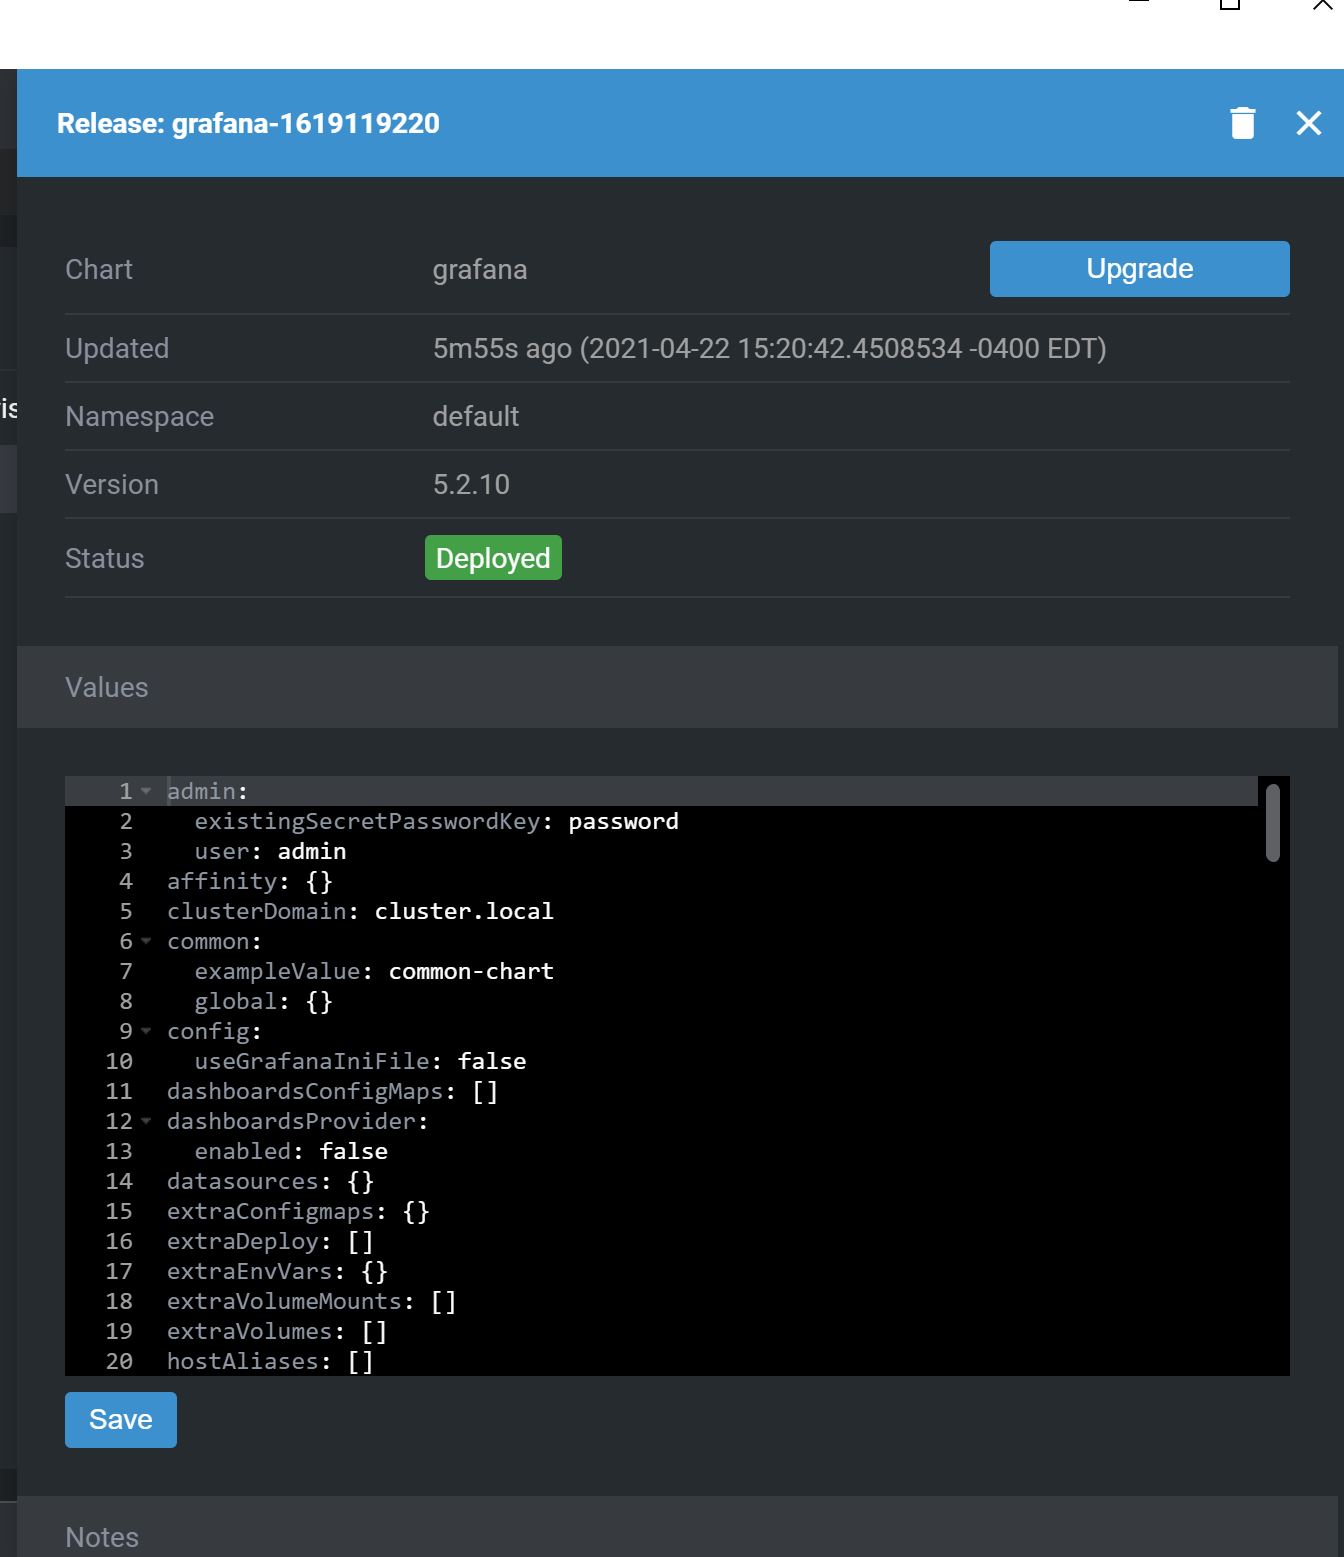 Release: grafana-1619119220
Chart grafana Upgrade
Updated 5m55s ago (2021-04-22 15:20:42.4508534 -0400 EDT)
is
Namespace default
Version 5.2.10
Status Deployed
Values
1 admin:
2   existingSecretPasswordKey: password
3   user: admin
4 affinity: {}
5 clusterDomain: cluster.local
6 common:
7   exampleValue: common-chart
8   global: {}
9 config:
10   useGrafanaIniFile: false
11 dashboardsConfigMaps: []
12 dashboardsProvider:
13   enabled: false
14 datasources: {}
15 extraConfigmaps: {}
16 extraDeploy: []
17 extraEnvVars: {}
18 extraVolumeMounts: []
19 extraVolumes: []
20 hostAliases: []
Save
Notes